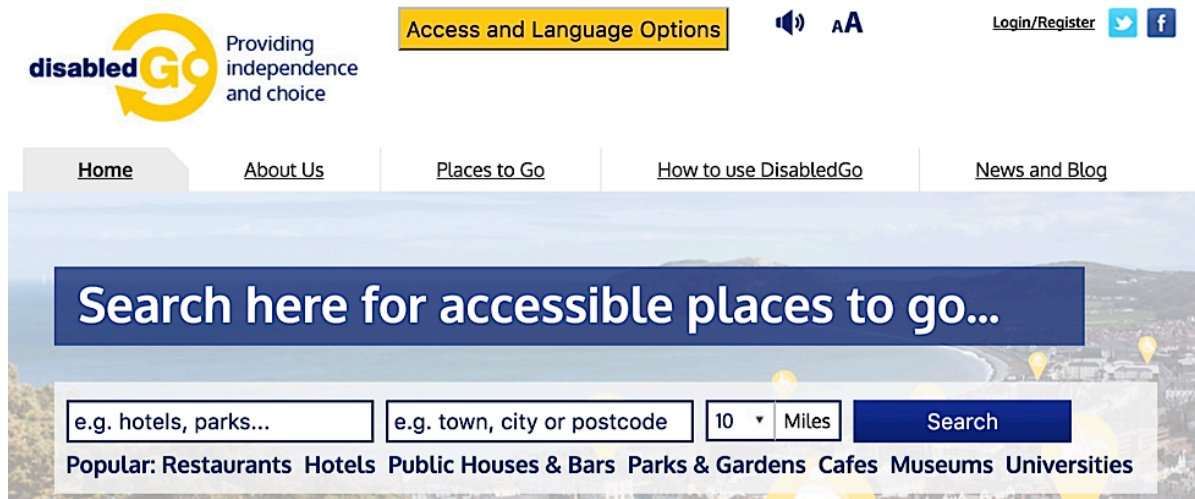 disabledGo
Providing
independence
and choice
Access and Language Options
AA
Login/Register
Home About Us Places to Go How to use DisabledGo News and Blog
Search here for accessible places to go...
e.g. hotels, parks... e.g. town, city or postcode 10 Miles Search
Popular: Restaurants Hotels Public Houses & Bars Parks & Gardens Cafes Museums Universities